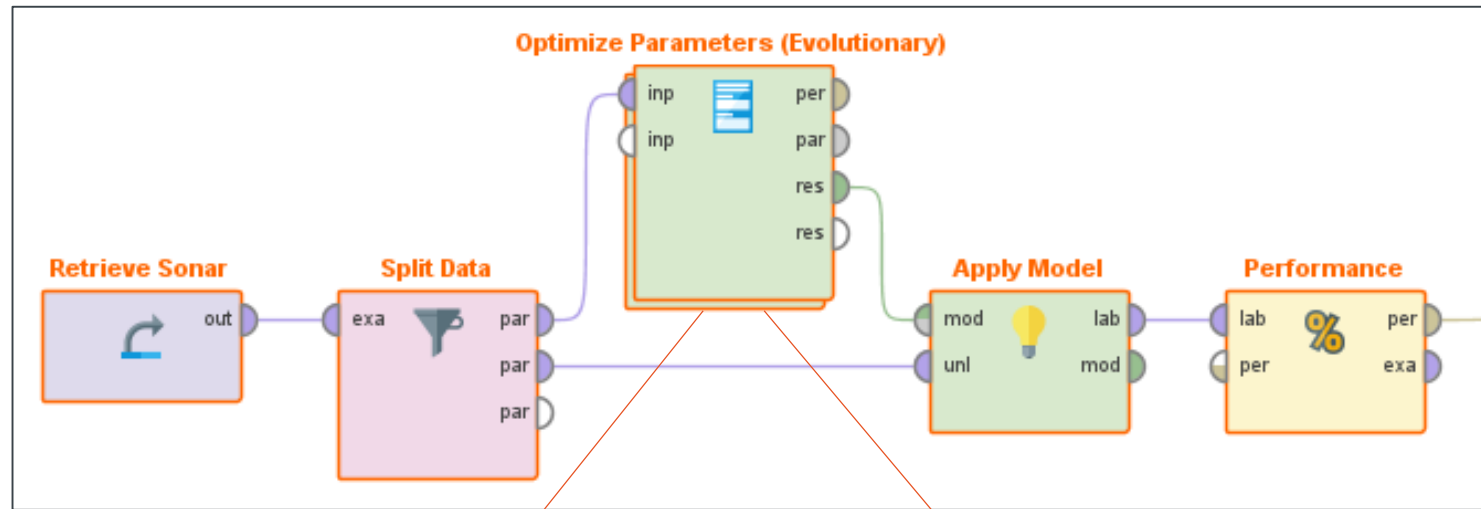 Optimize Parameters (Evolutionary)
inp per
inp par
res
res
Retrieve Sonar
out
Split Data
exa par
par
par
Apply Model
mod lab
unl mod
Performance
%
lab per
per exa